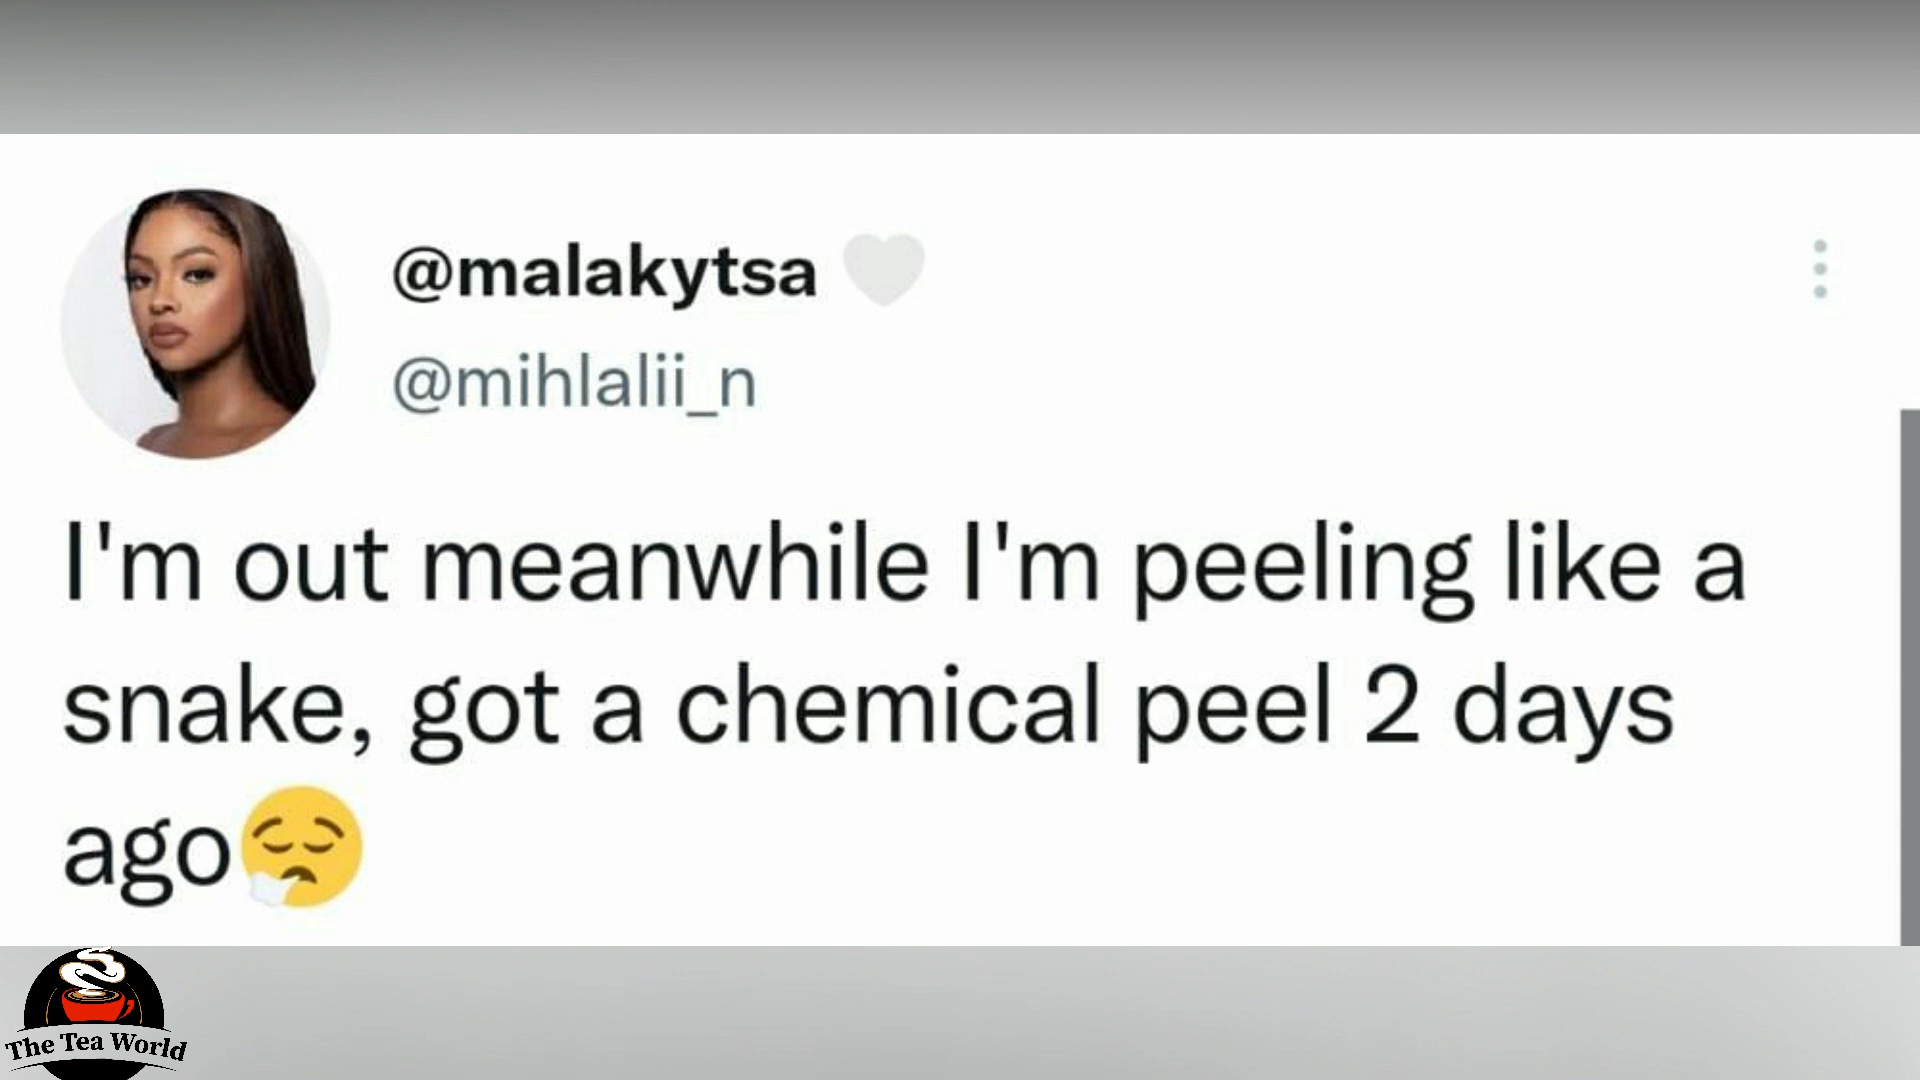 @malakytsa 🤍
@mihlalii_n
I'm out meanwhile I'm peeling like a
snake, got a chemical peel 2 days
ago😮‍💨
The Tea World